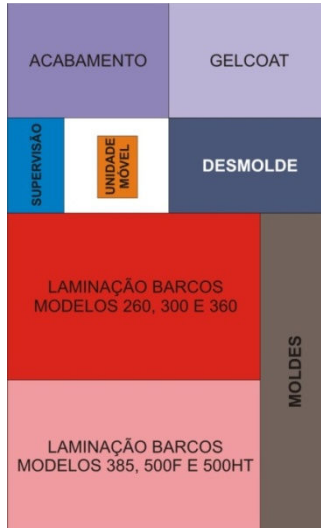 ACABAMENTO
GELCOAT
SUPERVISÃO
UNIDADE
MÓVEL
DESMOLDE
LAMINAÇÃO BARCOS
MODELOS 260, 300 E 360
MOLDES
LAMINAÇÃO BARCOS
MODELOS 385, 500F E 500HT